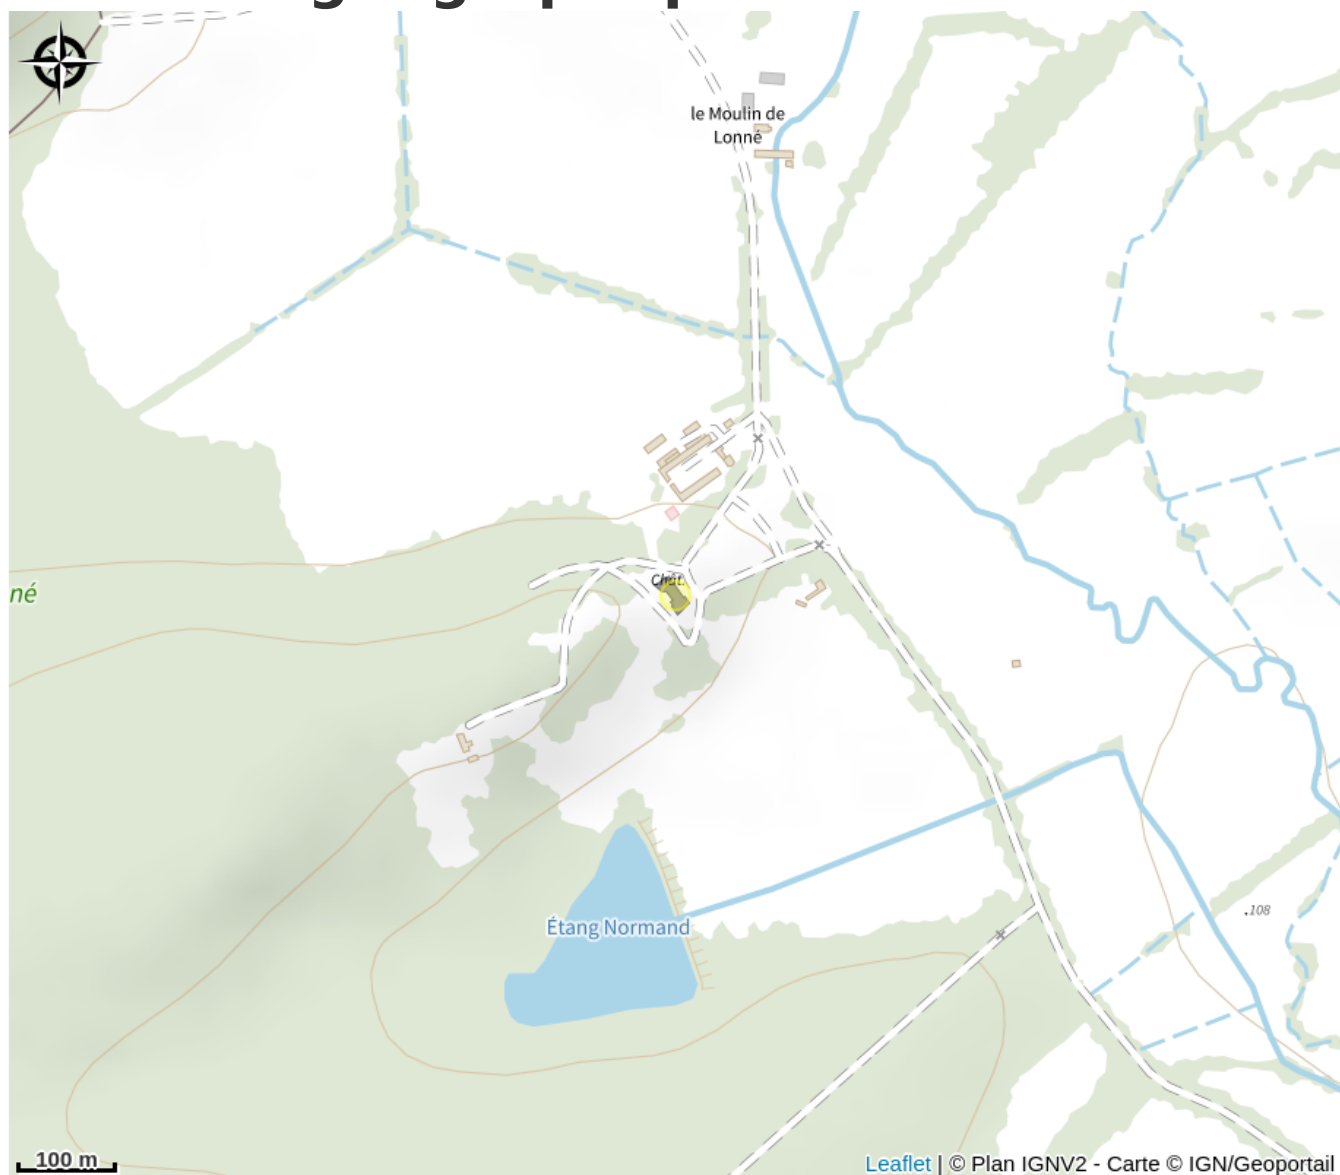 le Moulin de
Lonné
Chât.
né
Étang Normand
.108
100 m
Leaflet | © Plan IGNV2 - Carte © IGN/Geoportail